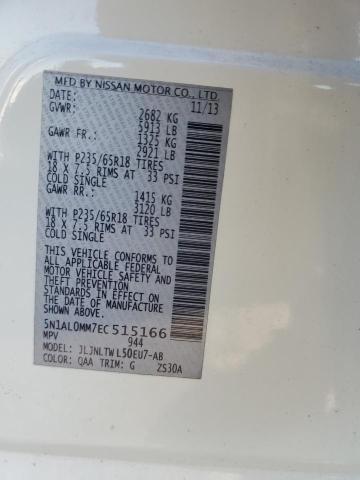 MFD BY NISSAN MOTOR CO., LTD.
DATE: 11/13
GVWR: 2682 KG
5913 LB
GAWR FR.: 1325 KG
2921 LB
WITH P235/65R18 TIRES
18 X 7.5 RIMS AT 33 PSI
COLD SINGLE
GAWR RR.: 1415 KG
3120 LB
WITH P235/65R18 TIRES
18 X 7.5 RIMS AT 33 PSI
COLD SINGLE
THIS VEHICLE CONFORMS TO
ALL APPLICABLE FEDERAL
MOTOR VEHICLE SAFETY AND
THEFT PREVENTION
STANDARDS IN EFFECT ON
THE DATE OF MANUFACTURE
SHOWN ABOVE.
5N1AL0MM7EC515166
MPV 944
MODEL: JLJNLTWL50EU7-AB
COLOR: QAA TRIM: G ZS30A